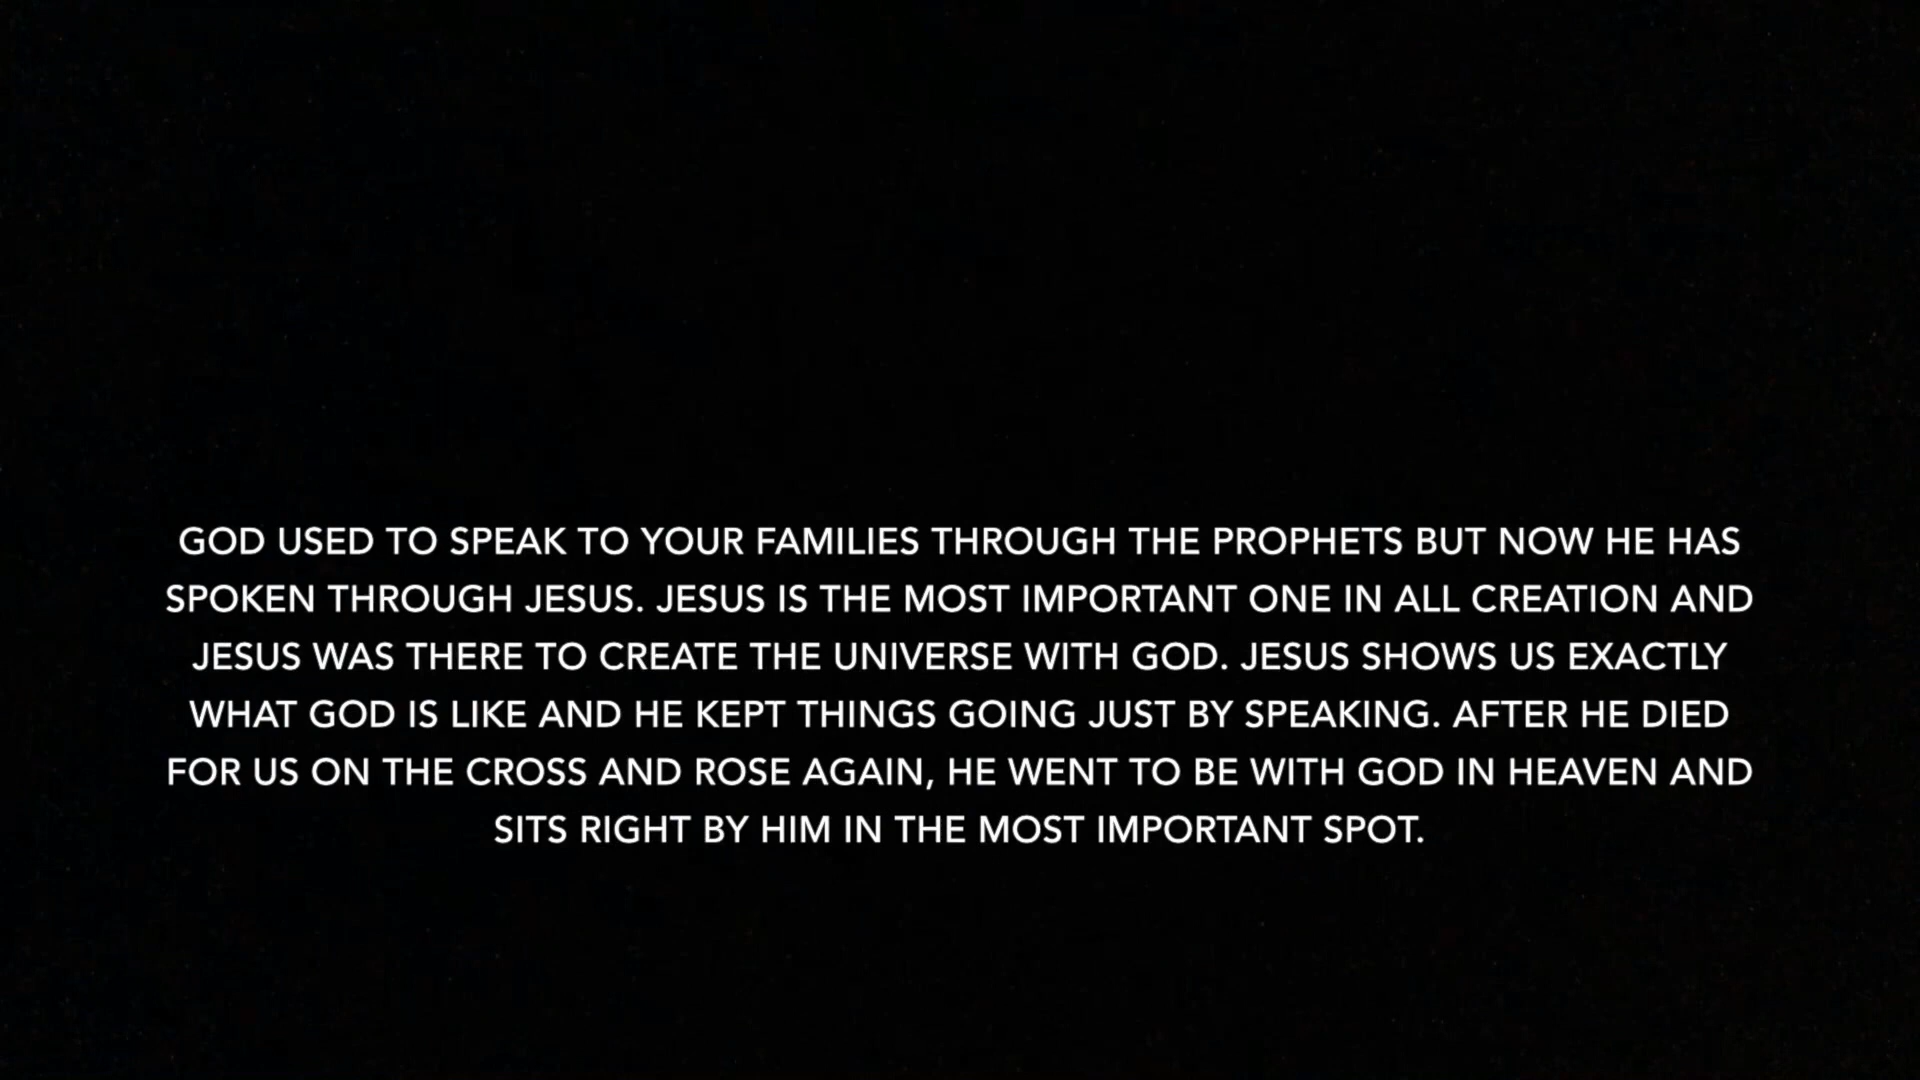 GOD USED TO SPEAK TO YOUR FAMILIES THROUGH THE PROPHETS BUT NOW HE HAS
SPOKEN THROUGH JESUS. JESUS IS THE MOST IMPORTANT ONE IN ALL CREATION AND
JESUS WAS THERE TO CREATE THE UNIVERSE WITH GOD. JESUS SHOWS US EXACTLY
WHAT GOD IS LIKE AND HE KEPT THINGS GOING JUST BY SPEAKING. AFTER HE DIED
FOR US ON THE CROSS AND ROSE AGAIN, HE WENT TO BE WITH GOD IN HEAVEN AND
SITS RIGHT BY HIM IN THE MOST IMPORTANT SPOT.